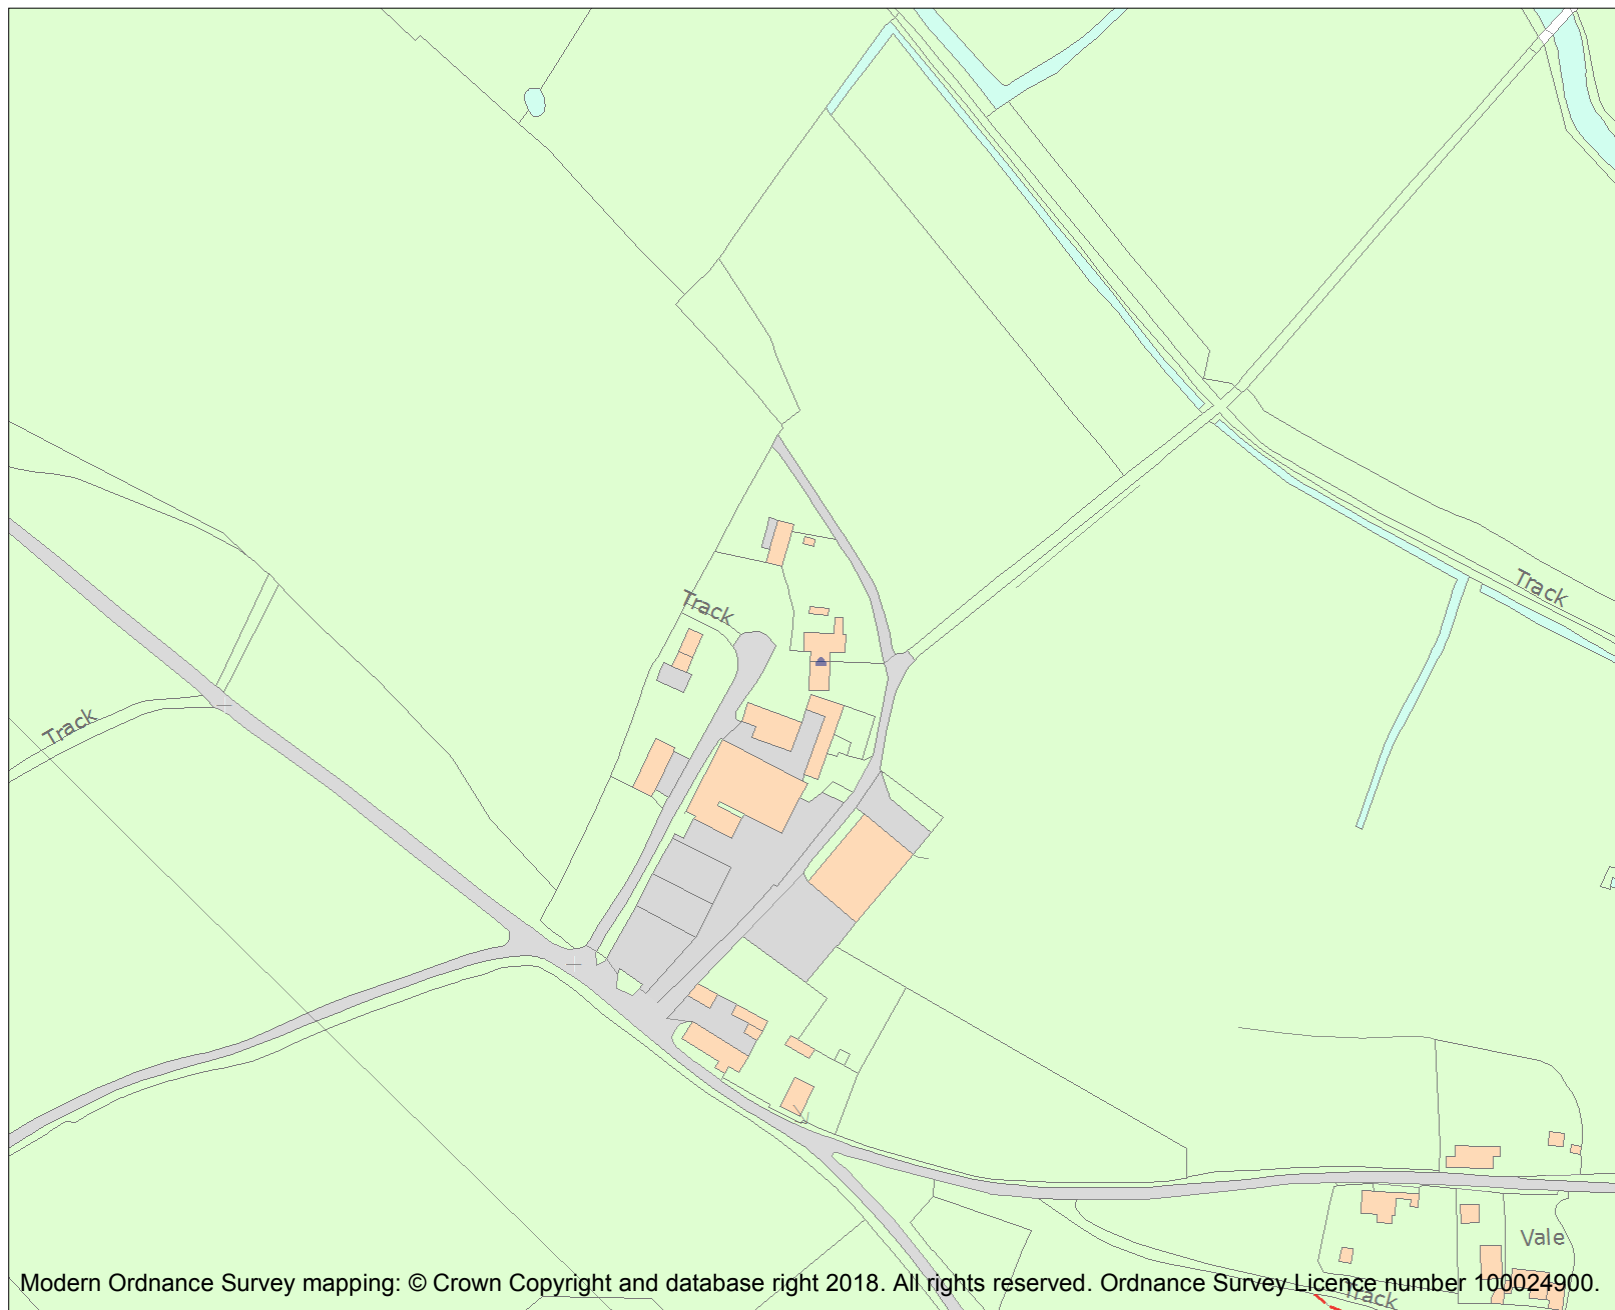 Track
Track
Track
Vale
Modern Ordnance Survey mapping: © Crown Copyright and database right 2018. All rights reserved. Ordnance Survey Licence number 100024900.
Track